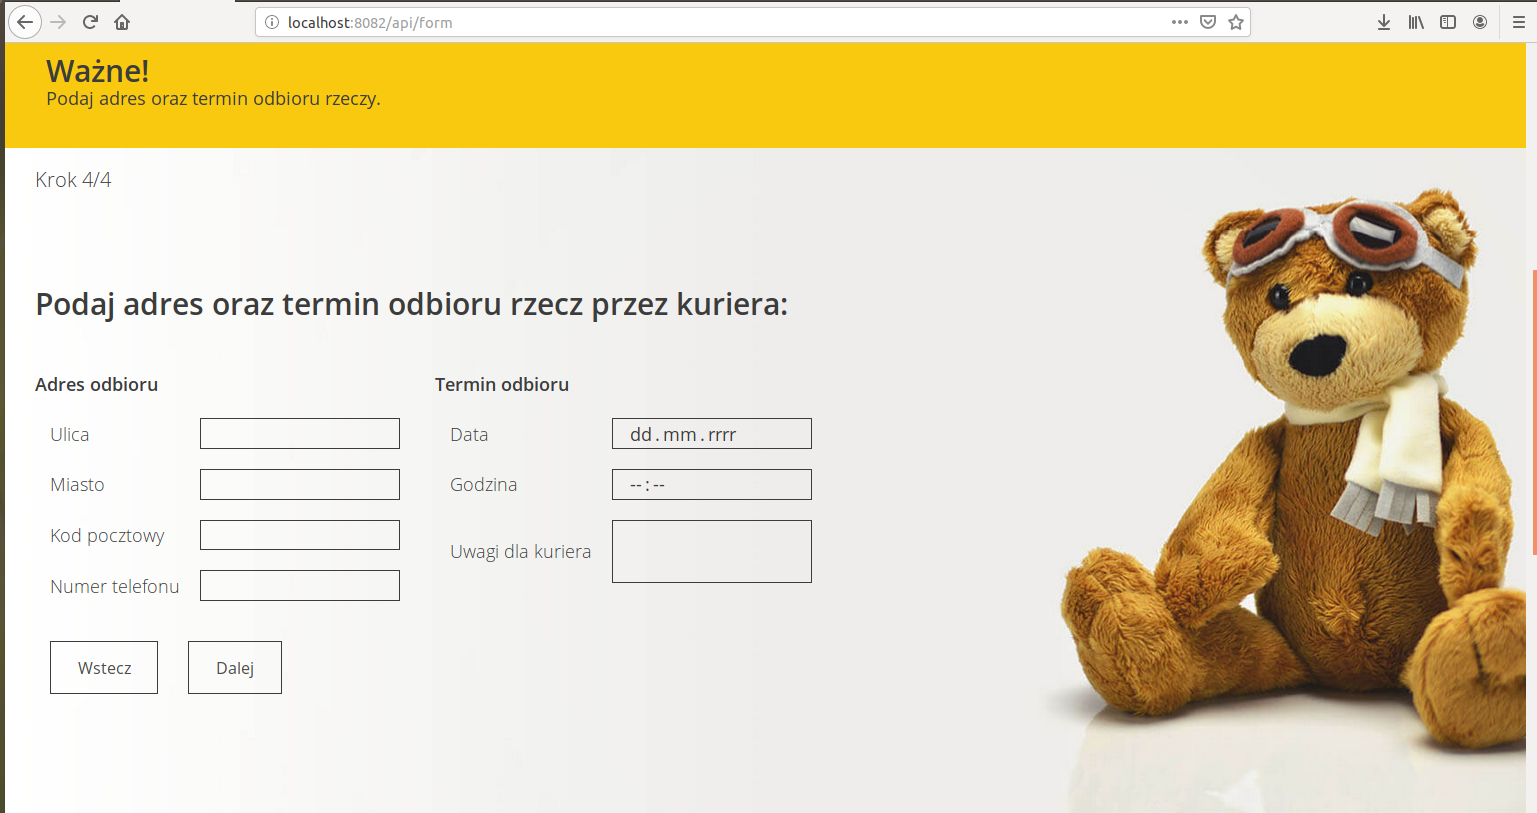 localhost:8082/api/form
Ważne!
Podaj adres oraz termin odbioru rzeczy.
Krok 4/4
Podaj adres oraz termin odbioru rzecz przez kuriera:
Adres odbioru
Ulica
Miasto
Kod pocztowy
Numer telefonu
Termin odbioru
Data dd.mm.rrrr
Godzina --:--
Uwagi dla kuriera
Wstecz Dalej